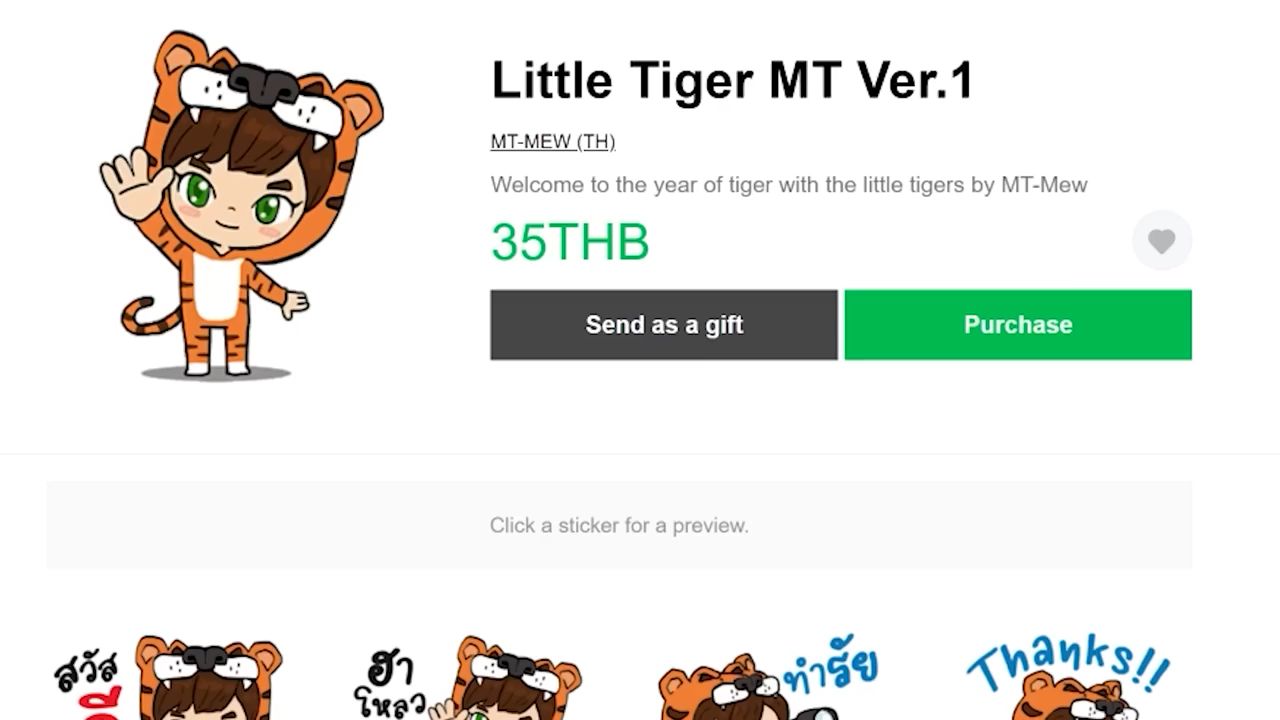 Little Tiger MT Ver.1
MT-MEW (TH)
Welcome to the year of tiger with the little tigers by MT-Mew
35THB
Send as a gift
Purchase
Click a sticker for a preview.
สวัส
ฮา
โหลว
ทำรัย
Thanks!!